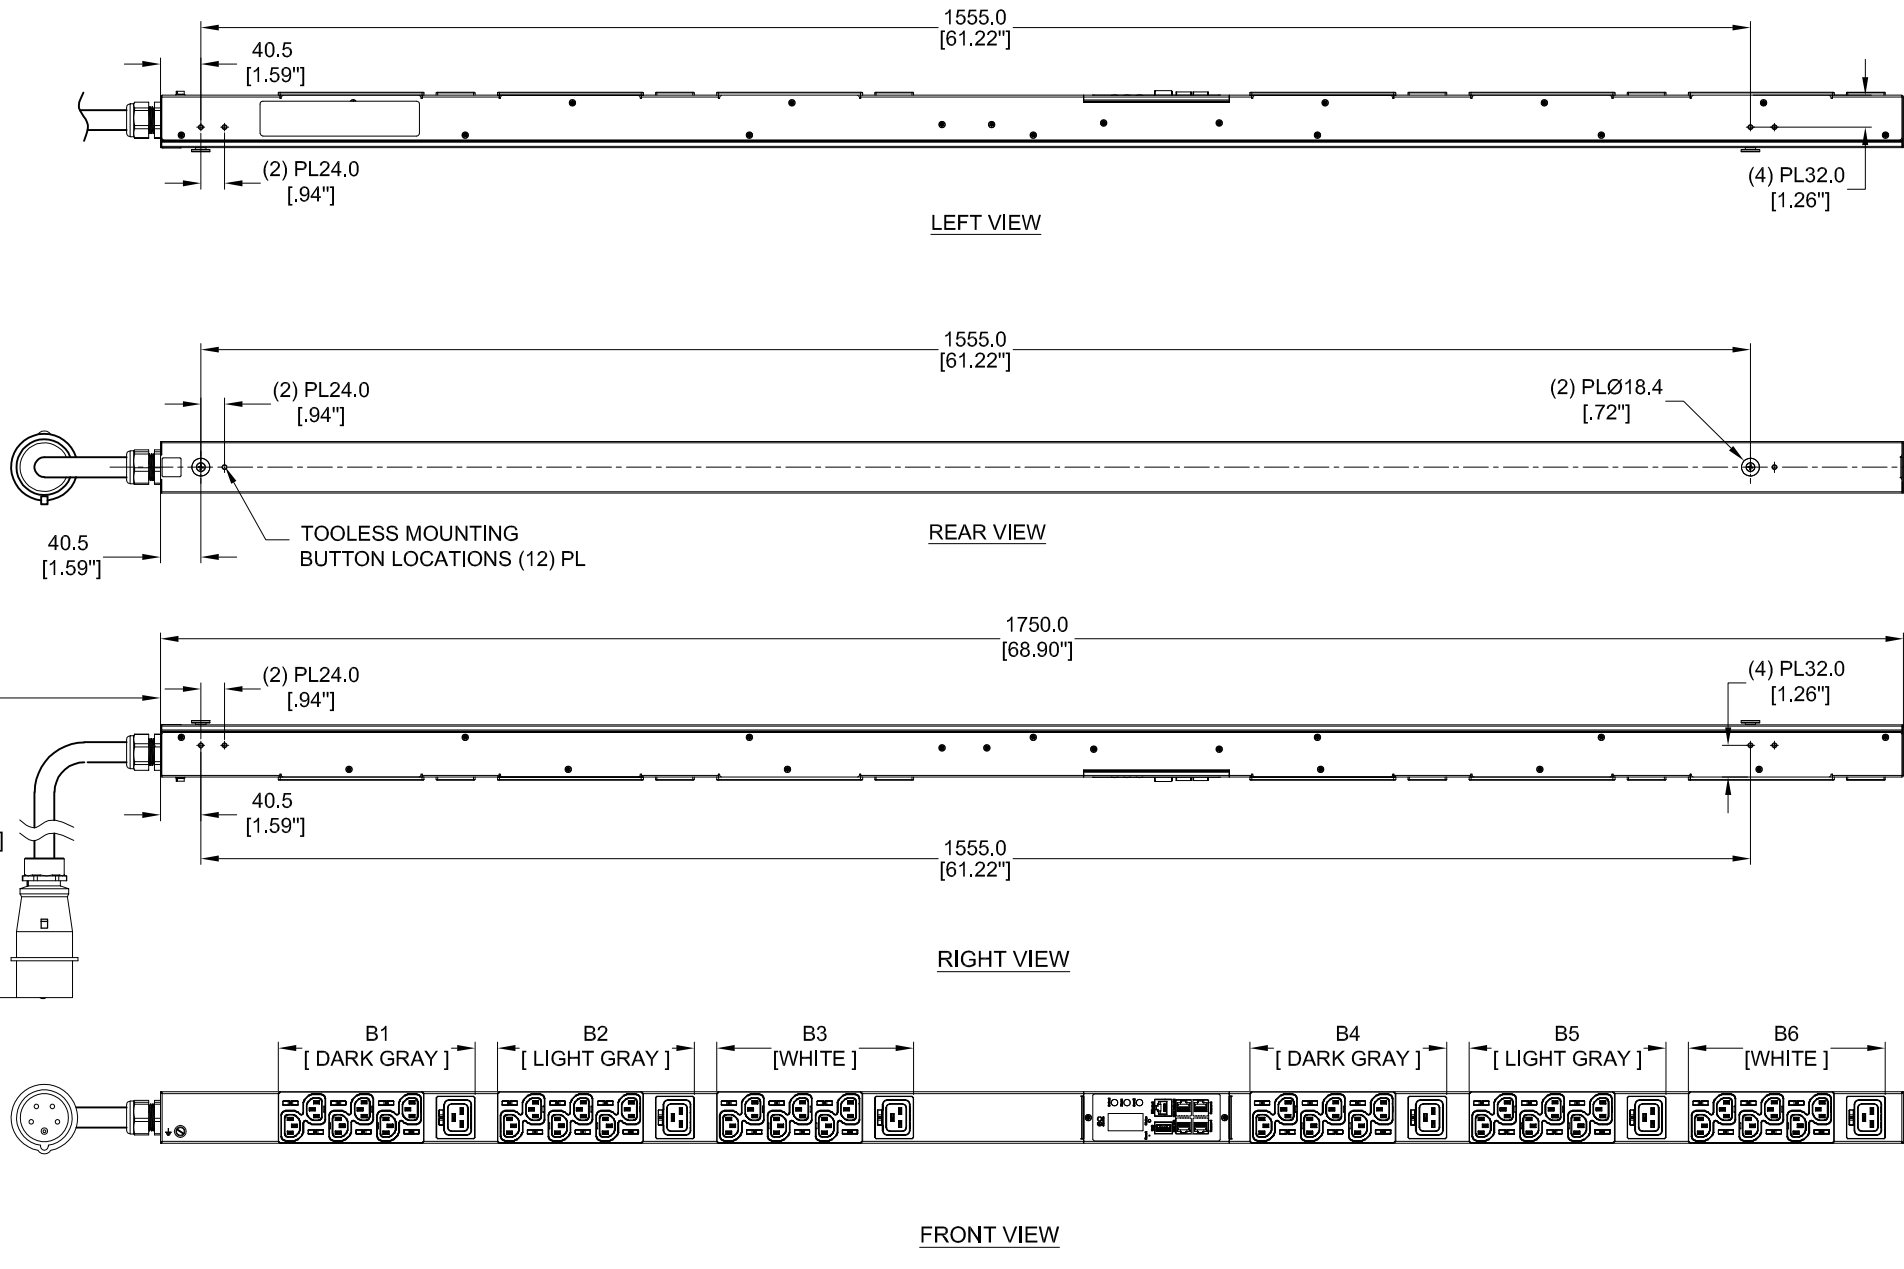 1555.0
[61.22"]
40.5
[1.59"]
(2) PL24.0
[.94"]
(4) PL32.0
[1.26"]
LEFT VIEW
1555.0
[61.22"]
(2) PL24.0
[.94"]
(2) PLØ18.4
[.72"]
TOOLESS MOUNTING
BUTTON LOCATIONS (12) PL
REAR VIEW
40.5
[1.59"]
1750.0
[68.90"]
(2) PL24.0
[.94"]
(4) PL32.0
[1.26"]
40.5
[1.59"]
]
1555.0
[61.22"]
RIGHT VIEW
B1
[ DARK GRAY ]
B2
[ LIGHT GRAY ]
B3
[WHITE ]
B4
[ DARK GRAY ]
B5
[ LIGHT GRAY ]
B6
[WHITE ]
FRONT VIEW